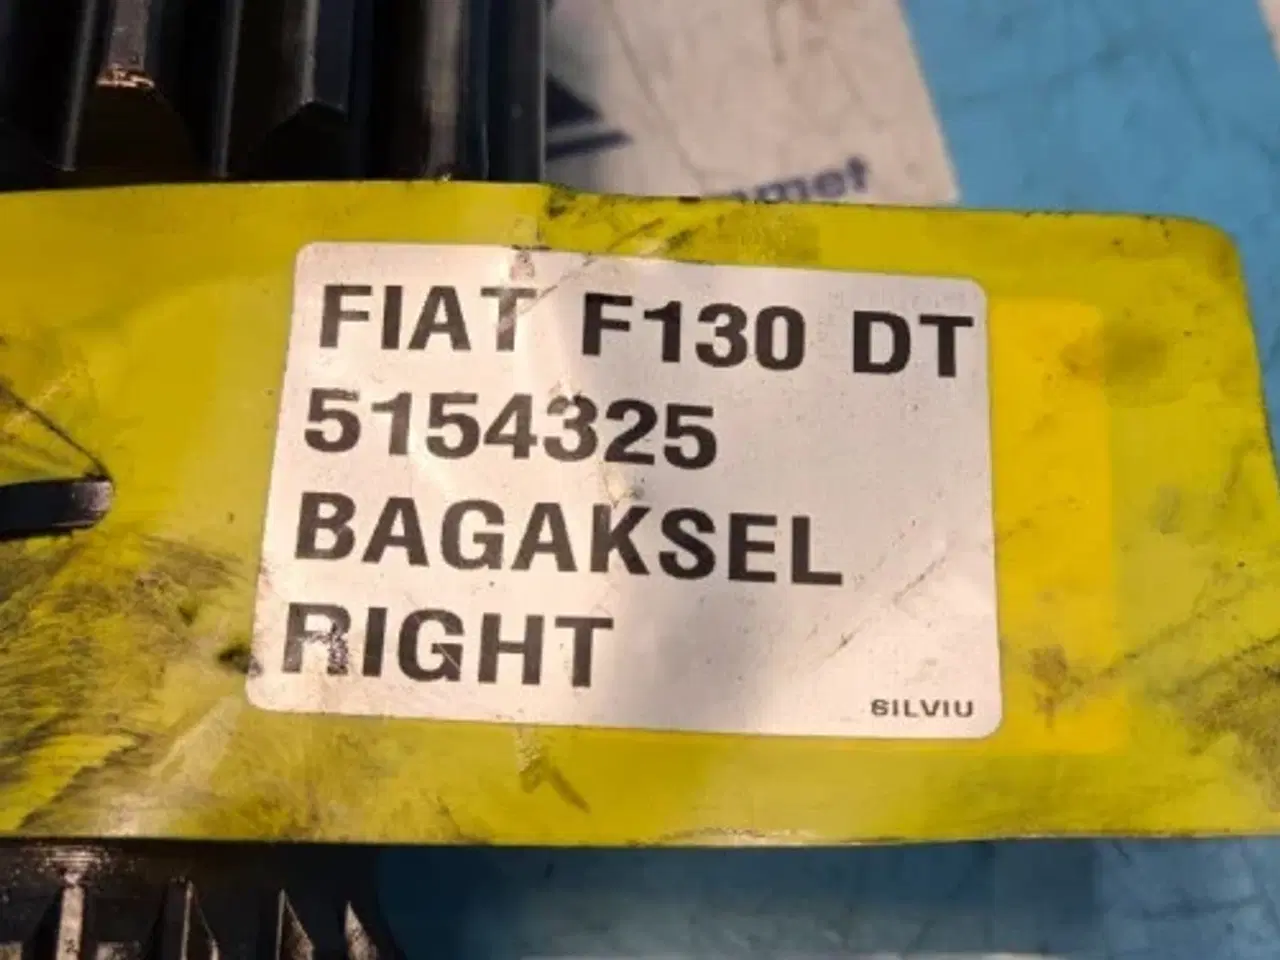 FIAT F130 DT
5154325
BAGAKSEL
RIGHT
SILVIU